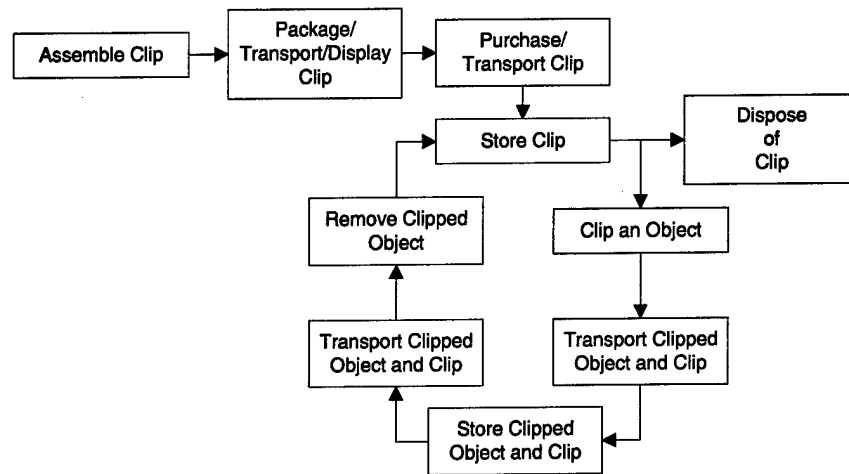 Assemble Clip
Package/
Transport/Display
Clip
Purchase/
Transport Clip
Store Clip
Dispose
of
Clip
Remove Clipped
Object
Clip an Object
Transport Clipped
Object and Clip
Transport Clipped
Object and Clip
Store Clipped
Object and Clip